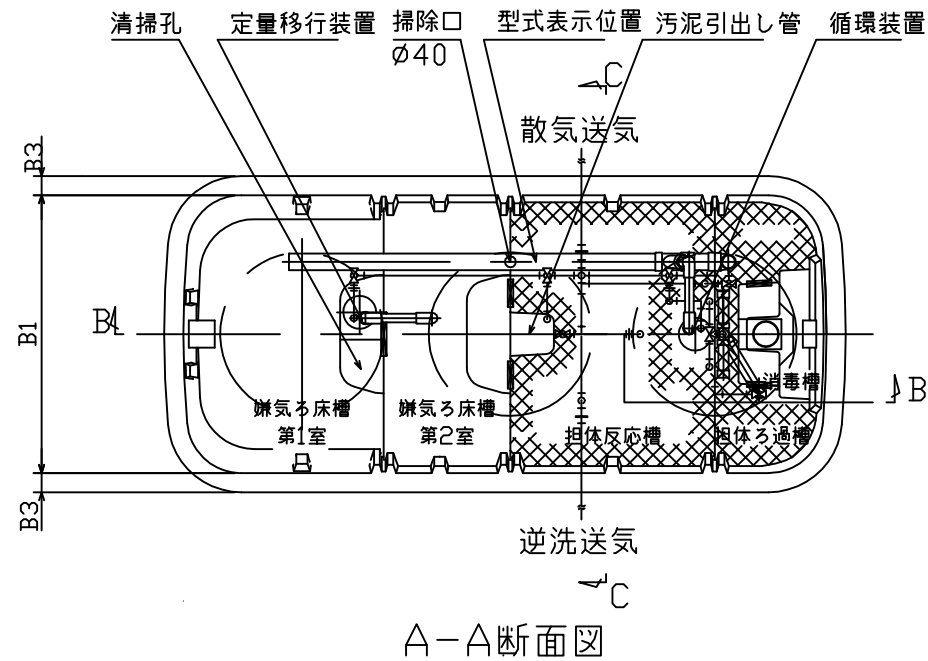 清掃孔
定量移行装置
掃除口
Ø40
型式表示位置
汚泥引出し管
循環装置
C
散気送気
B3
B1
B
B
消毒槽
嫌気ろ床槽
第1室
嫌気ろ床槽
第2室
担体反応槽
担体ろ過槽
B3
逆洗送気
C
A-A断面図